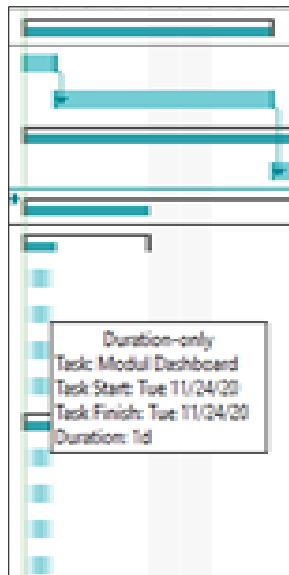 Duration-only
Task: Modul Dashboard
Task Start: Tue 11/24/20
Task Finish: Tue 11/24/20
Duration: 1d